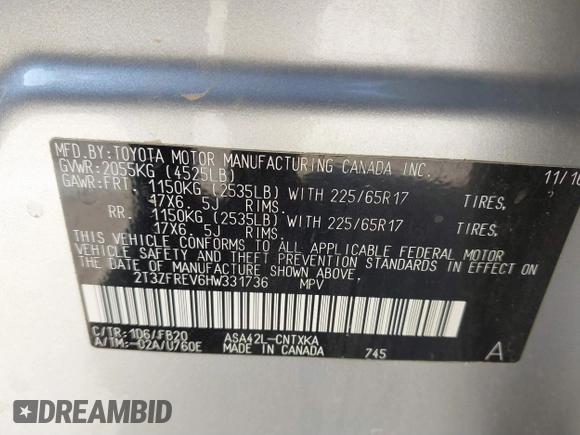 MFD.BY:TOYOTA MOTOR MANUFACTURING CANADA INC. 11/16
GVWR:2055KG (4525LB)
GAWR:FRT. 1150KG (2535LB) WITH 225/65R17 TIRES,
17X6. 5J RIMS.
RR. 1150KG (2535LB) WITH 225/65R17 TIRES,
17X6. 5J RIMS.
THIS VEHICLE CONFORMS TO ALL APPLICABLE FEDERAL MOTOR
VEHICLE SAFETY AND THEFT PREVENTION STANDARDS IN EFFECT
ON THE DATE OF MANUFACTURE SHOWN ABOVE.
2T3ZFREV6HW331736 MPV
C/TR:1D6/FB20 ASA42L-CNTXKA
A/TM:-02A/U760E MADE IN CANADA 745 A
DREAMBID